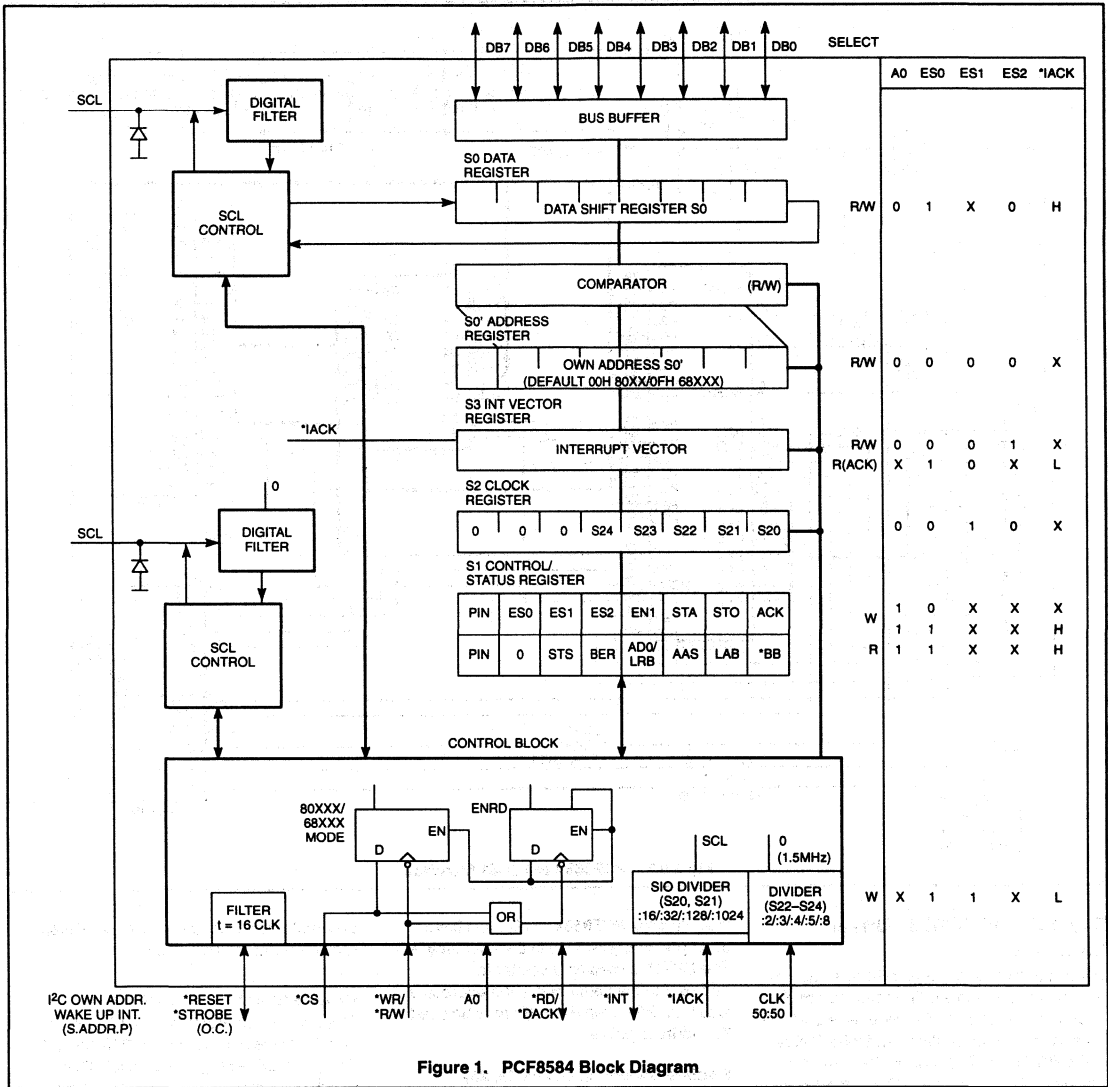 DB7 DB6 DB5 DB4 DB3 DB2 DB1 DB0
SELECT
A0 ES0 ES1 ES2 *IACK
SCL
DIGITAL
FILTER
BUS BUFFER
S0 DATA
REGISTER
DATA SHIFT REGISTER S0
R/W 0 1 X 0 H
SCL
CONTROL
COMPARATOR
(R/W)
S0' ADDRESS
REGISTER
OWN ADDRESS S0'
(DEFAULT 00H 80XX/0FH 68XXX)
R/W 0 0 0 0 X
S3 INT VECTOR
REGISTER
*IACK
INTERRUPT VECTOR
R/W 0 0 0 1 X
R(ACK) X 1 0 X L
S2 CLOCK
REGISTER
0 0 0 S24 S23 S22 S21 S20
0 0 1 0 X
0
SCL
DIGITAL
FILTER
S1 CONTROL/
STATUS REGISTER
PIN ES0 ES1 ES2 EN1 STA STO ACK
PIN 0 STS BER AD0/LRB AAS LAB *BB
W 1 0 X X X
1 1 X X H
R 1 1 X X H
SCL
CONTROL
CONTROL BLOCK
80XXX/
68XXX
MODE
EN
D
ENRD
EN
D
SCL
0
(1.5MHz)
OR
FILTER
t = 16 CLK
SIO DIVIDER
(S20, S21)
:16/:32/:128/:1024
DIVIDER
(S22–S24)
:2/:3/:4/:5/:8
W X 1 1 X L
I²C OWN ADDR.
WAKE UP INT.
(S.ADDR.P)
*RESET
*STROBE
(O.C.)
*CS
*WR/
*R/W
A0
*RD/
*DACK
*INT
*IACK
CLK
50:50
Figure 1. PCF8584 Block Diagram